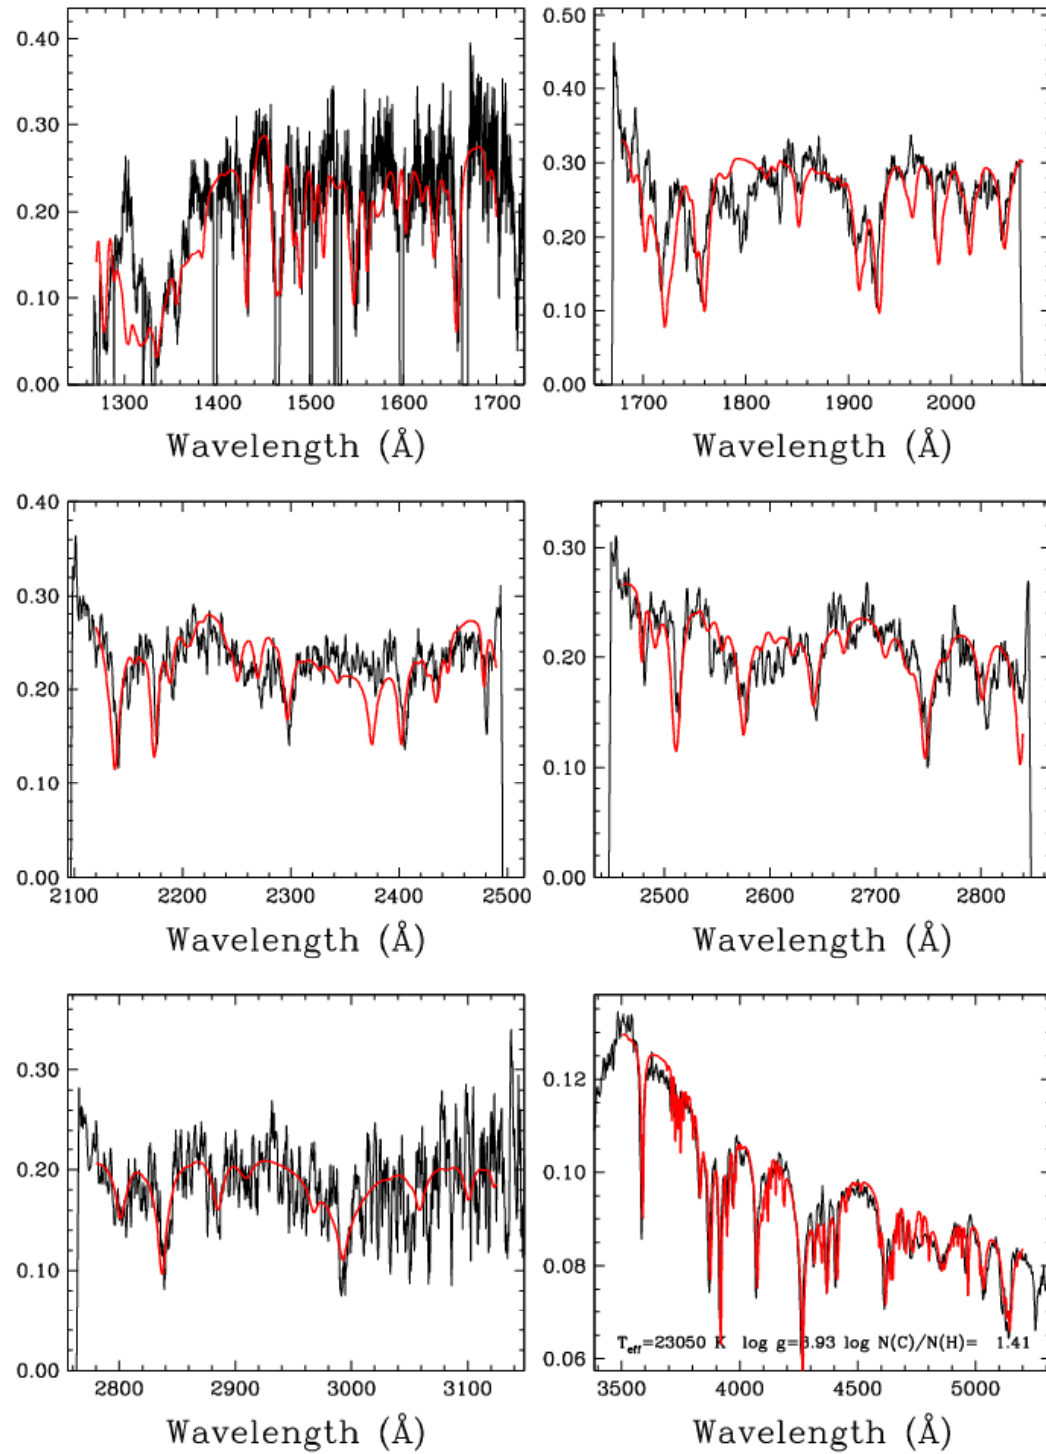 0.40
0.30
0.20
0.10
0.00
1300 1400 1500 1600 1700
Wavelength (Å)
0.50
0.40
0.30
0.20
0.10
0.00
1700 1800 1900 2000
Wavelength (Å)
0.40
0.30
0.20
0.10
0.00
2100 2200 2300 2400 2500
Wavelength (Å)
0.30
0.20
0.10
0.00
2500 2600 2700 2800
Wavelength (Å)
0.30
0.20
0.10
0.00
2800 2900 3000 3100
Wavelength (Å)
0.12
0.10
0.08
0.06
T_eff=23050 K log g=8.93 log N(C)/N(H)= 1.41
3500 4000 4500 5000
Wavelength (Å)